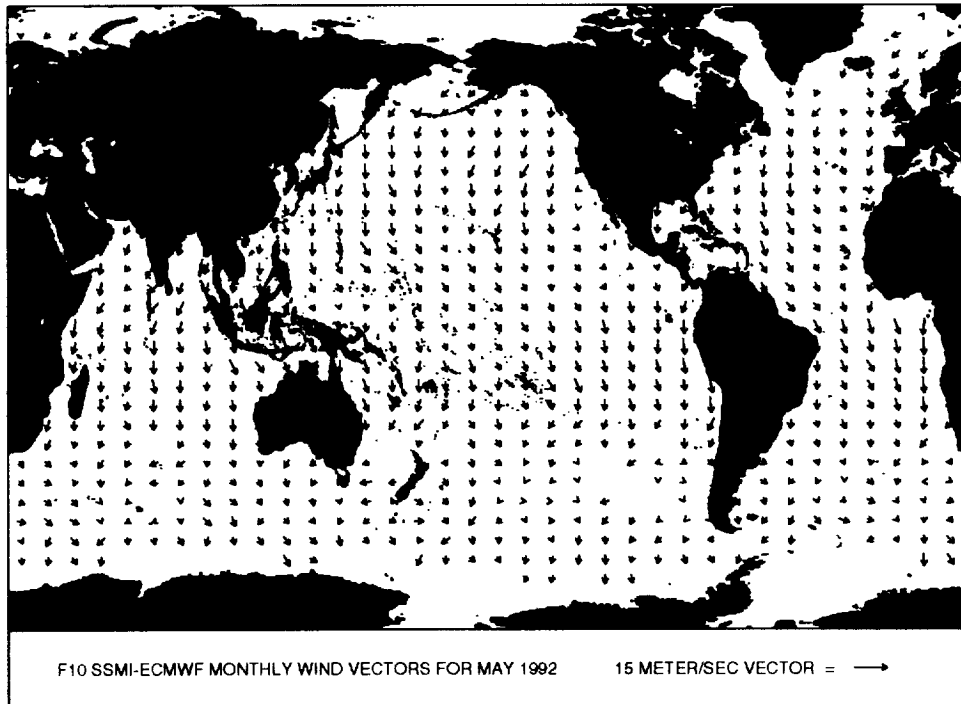 F10 SSMI-ECMWF MONTHLY WIND VECTORS FOR MAY 1992 15 METER/SEC VECTOR =